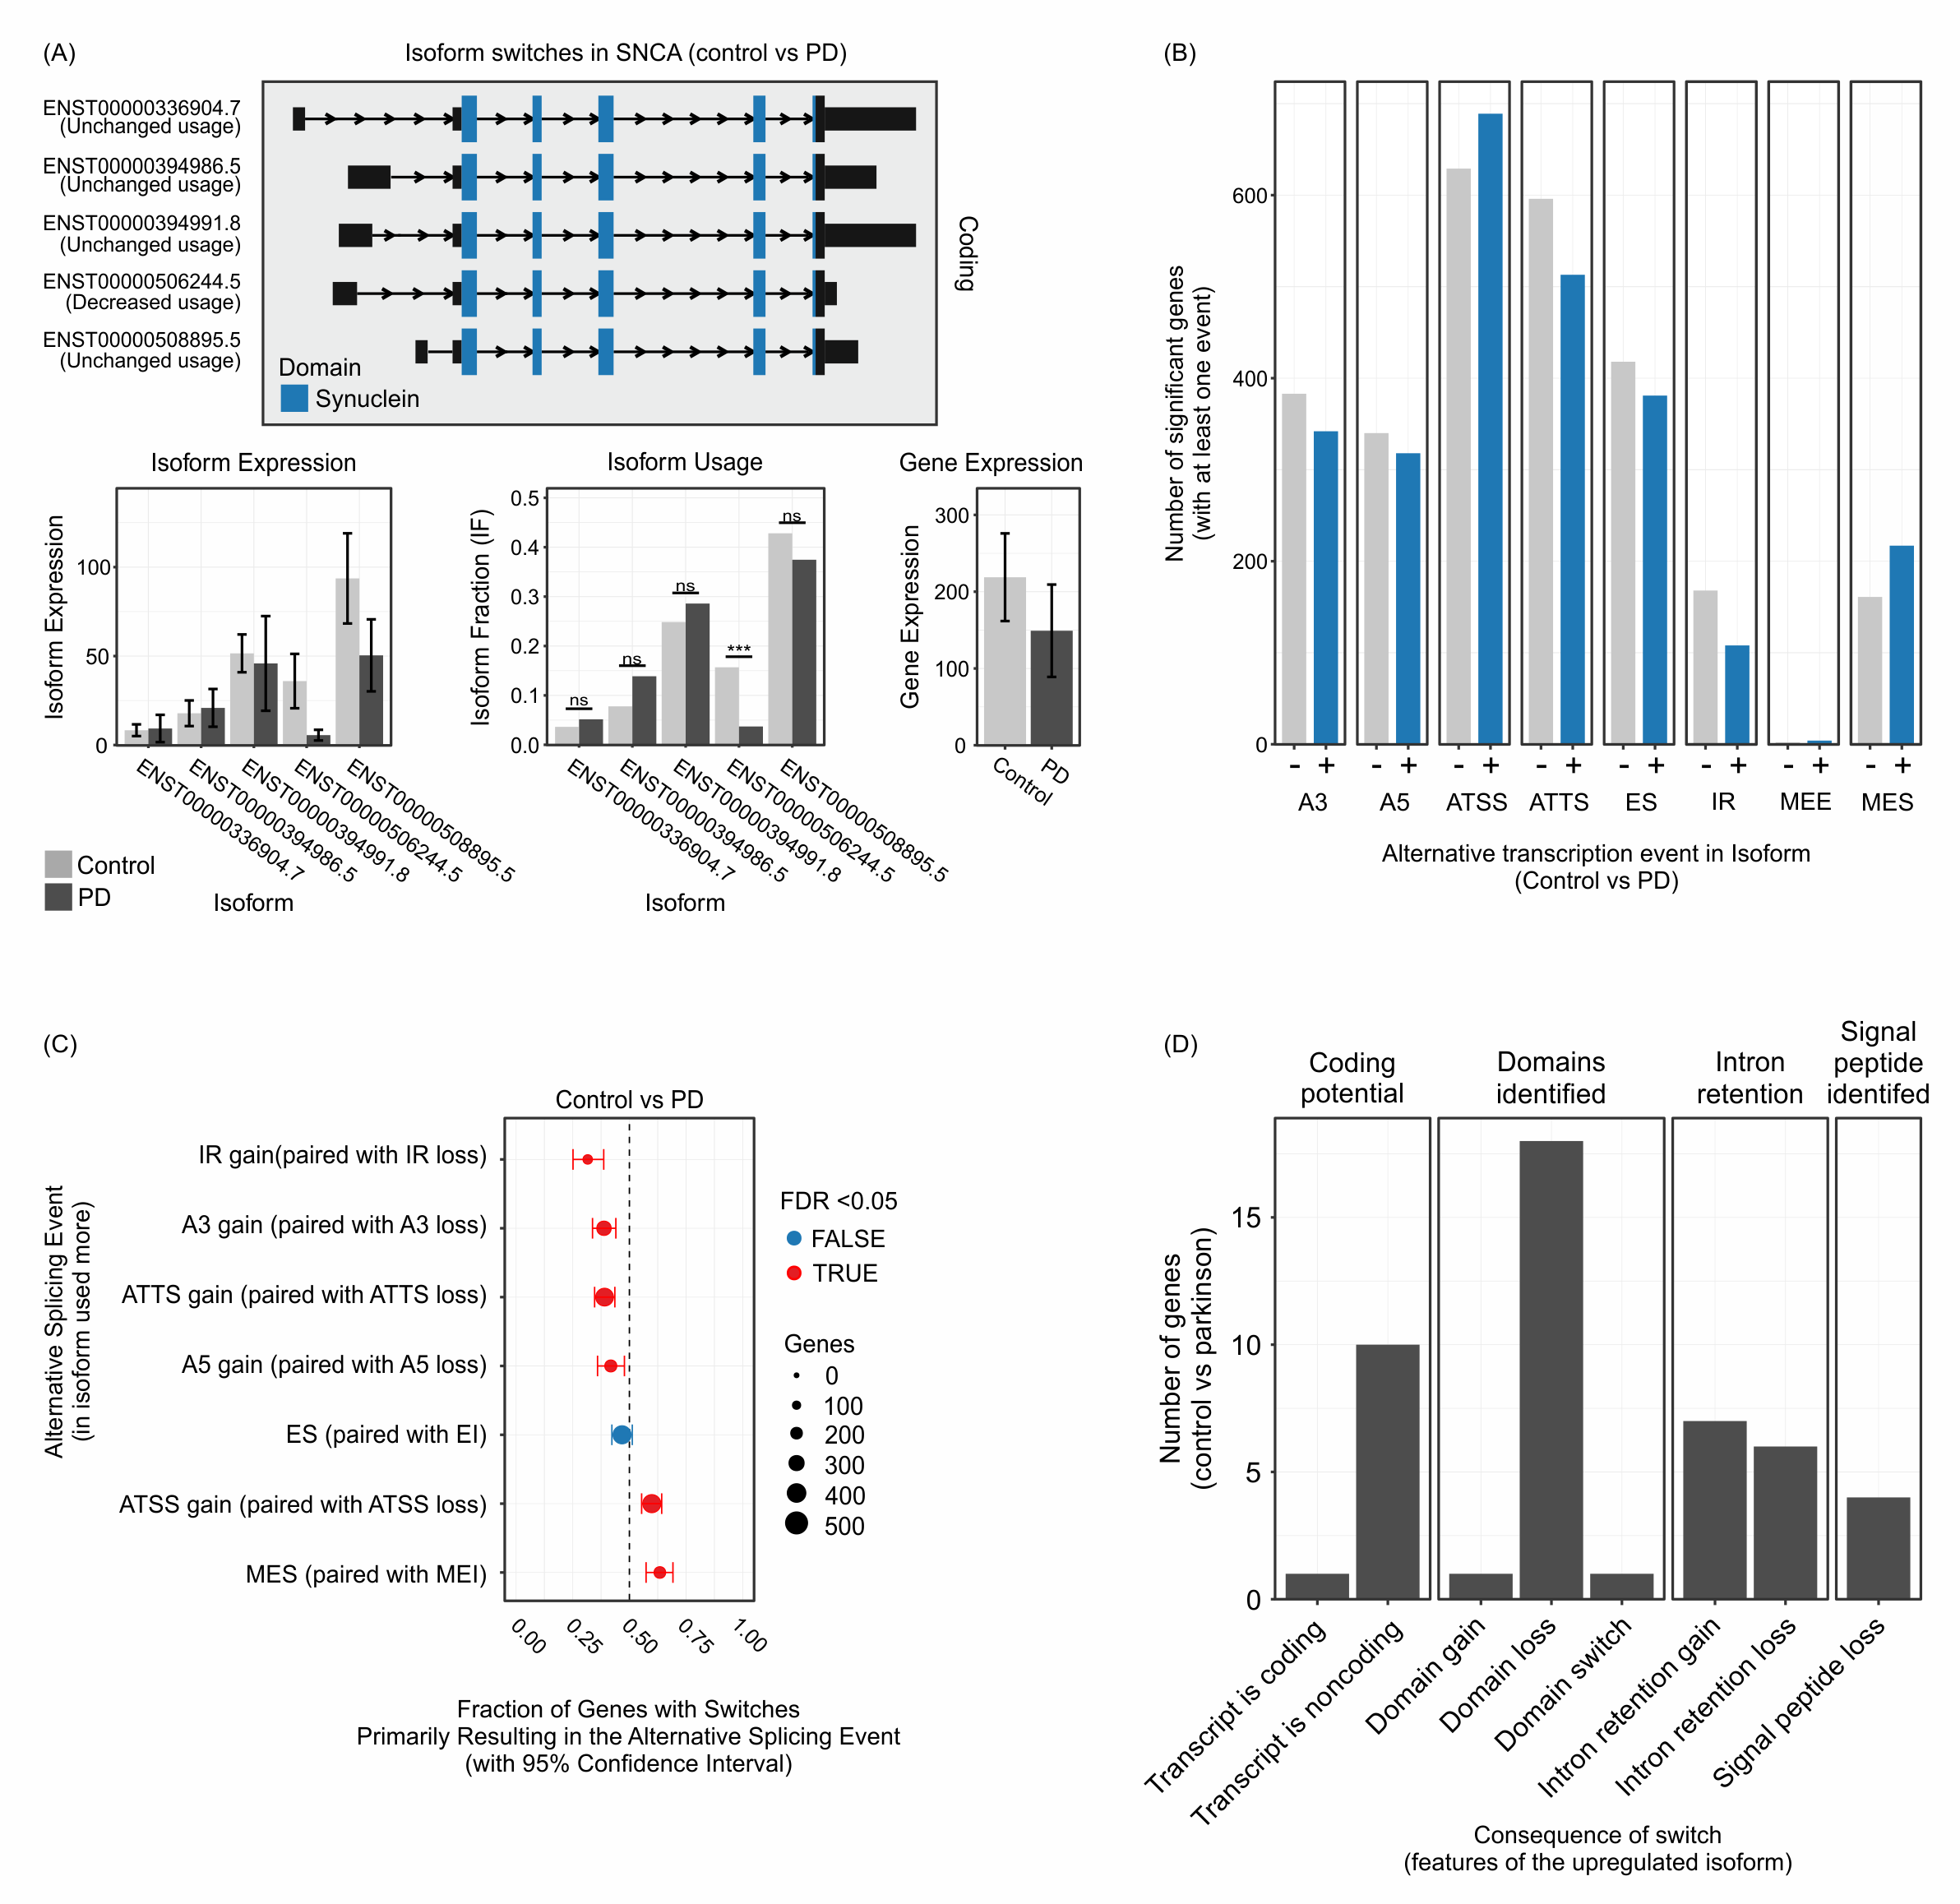 (A)
Isoform switches in SNCA (control vs PD)
ENST00000336904.7
(Unchanged usage)
ENST00000394986.5
(Unchanged usage)
ENST00000394991.8
(Unchanged usage)
ENST00000506244.5
(Decreased usage)
ENST00000508895.5
(Unchanged usage)
Coding
Domain
Synuclein
Isoform Expression
Isoform Expression
100
50
0
ENST0000336904.7
ENST0000394986.5
ENST0000394991.8
ENST0000506244.5
ENST0000508895.5
Isoform
Control
PD
Isoform Usage
Isoform Fraction (IF)
0.5
0.4
0.3
0.2
0.1
0.0
ns
ns
ns
***
ns
ENST0000336904.7
ENST0000394986.5
ENST0000394991.8
ENST0000506244.5
ENST0000508895.5
Isoform
Gene Expression
Gene Expression
300
200
100
0
Control
PD
(B)
Number of significant genes
(with at least one event)
600
400
200
0
- + - + - + - + - + - + - + - +
A3 A5 ATSS ATTS ES IR MEE MES
Alternative transcription event in Isoform
(Control vs PD)
(C)
Control vs PD
Alternative Splicing Event
(in isoform used more)
IR gain(paired with IR loss)
A3 gain (paired with A3 loss)
ATTS gain (paired with ATTS loss)
A5 gain (paired with A5 loss)
ES (paired with EI)
ATSS gain (paired with ATSS loss)
MES (paired with MEI)
0.00 0.25 0.50 0.75 1.00
Fraction of Genes with Switches
Primarily Resulting in the Alternative Splicing Event
(with 95% Confidence Interval)
FDR <0.05
FALSE
TRUE
Genes
0
100
200
300
400
500
(D)
Coding
potential
Domains
identified
Intron
retention
Signal
peptide
identifed
Number of genes
(control vs parkinson)
15
10
5
0
Transcript is coding
Transcript is noncoding
Domain gain
Domain loss
Domain switch
Intron retention gain
Intron retention loss
Signal peptide loss
Consequence of switch
(features of the upregulated isoform)